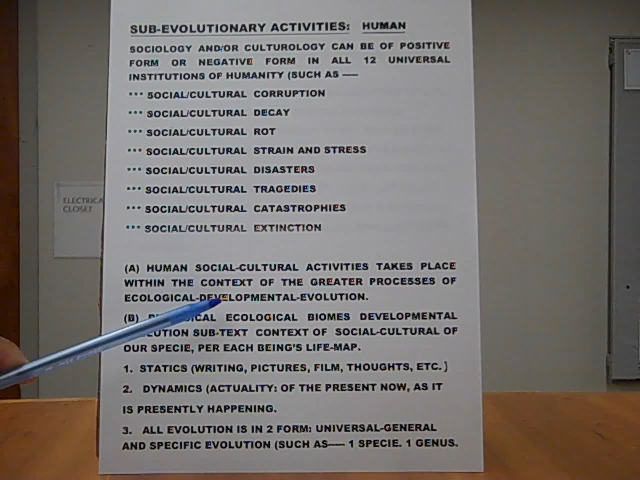 SUB-EVOLUTIONARY ACTIVITIES: HUMAN
SOCIOLOGY AND/OR CULTUROLOGY CAN BE OF POSITIVE
FORM OR NEGATIVE FORM IN ALL 12 UNIVERSAL
INSTITUTIONS OF HUMANITY (SUCH AS —–
*** SOCIAL/CULTURAL CORRUPTION
*** SOCIAL/CULTURAL DECAY
*** SOCIAL/CULTURAL ROT
*** SOCIAL/CULTURAL STRAIN AND STRESS
*** SOCIAL/CULTURAL DISASTERS
*** SOCIAL/CULTURAL TRAGEDIES
*** SOCIAL/CULTURAL CATASTROPHIES
*** SOCIAL/CULTURAL EXTINCTION
ELECTRICA
CLOSET
(A) HUMAN SOCIAL-CULTURAL ACTIVITIES TAKES PLACE
WITHIN THE CONTEXT OF THE GREATER PROCESSES OF
ECOLOGICAL-DEVELOPMENTAL-EVOLUTION.
(B) ECOLOGICAL BIOMES DEVELOPMENTAL
SUB-TEXT CONTEXT OF SOCIAL-CULTURAL OF
OUR SPECIE, PER EACH BEING'S LIFE-MAP.
1. STATICS (WRITING, PICTURES, FILM, THOUGHTS, ETC.)
2. DYNAMICS (ACTUALITY: OF THE PRESENT NOW, AS IT
IS PRESENTLY HAPPENING.
3. ALL EVOLUTION IS IN 2 FORM: UNIVERSAL-GENERAL
AND SPECIFIC EVOLUTION (SUCH AS—– 1 SPECIE. 1 GENUS.